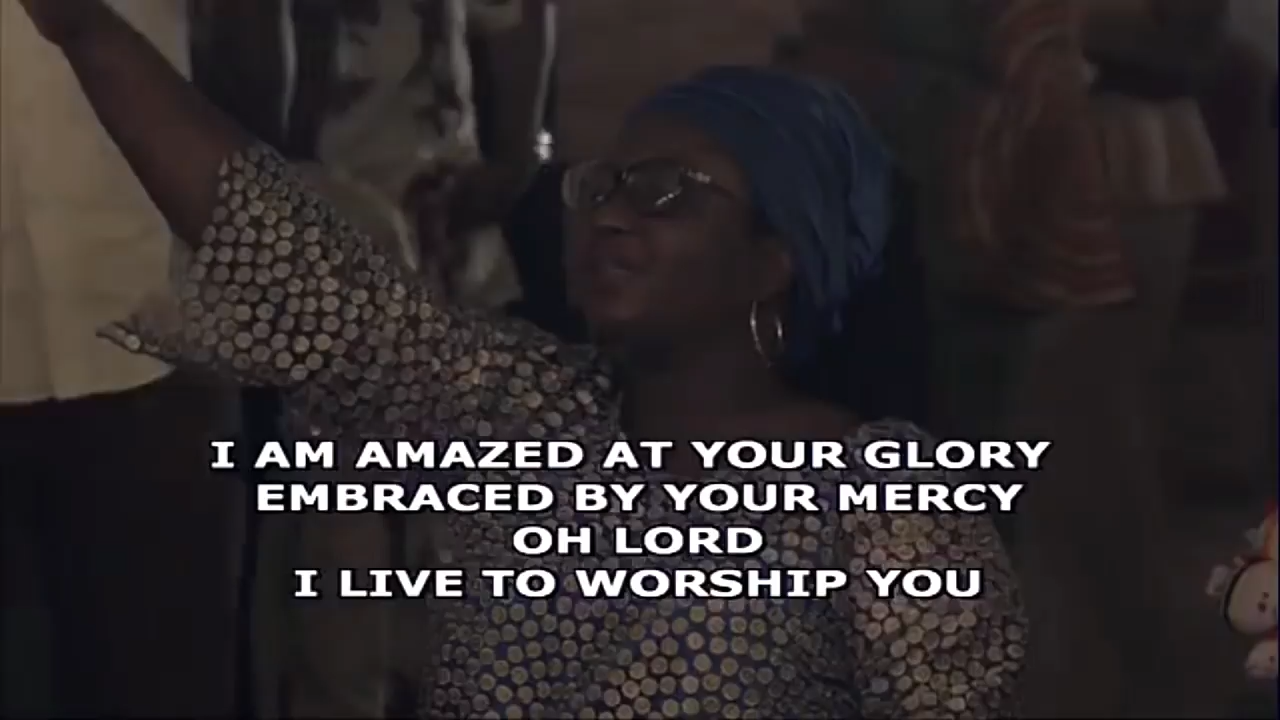 I AM AMAZED AT YOUR GLORY
EMBRACED BY YOUR MERCY
OH LORD
I LIVE TO WORSHIP YOU